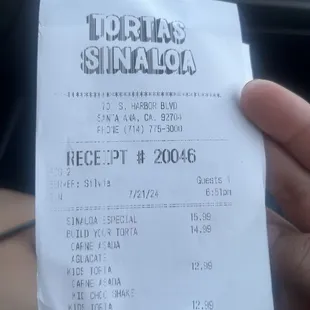 TORTAS
SINALOA
S. HARBOR BLVD
SANTA ANA, CA. 92704
PHONE (714) 775-3000
RECEIPT # 20046
Guests 1
7/21/24 6:51pm
SINALOA ESPECIAL 15.99
BUILD YOUR TORTA 14.99
CARNE ASADA
AGUACATE
KIDS TORTA 12.99
CARNE ASADA
KID CHOC SHAKE
KIDS TORTA 12.99